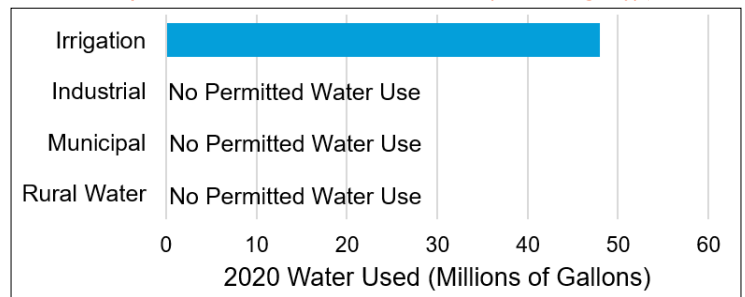 Irrigation
Industrial No Permitted Water Use
Municipal No Permitted Water Use
Rural Water No Permitted Water Use
0 10 20 30 40 50 60
2020 Water Used (Millions of Gallons)